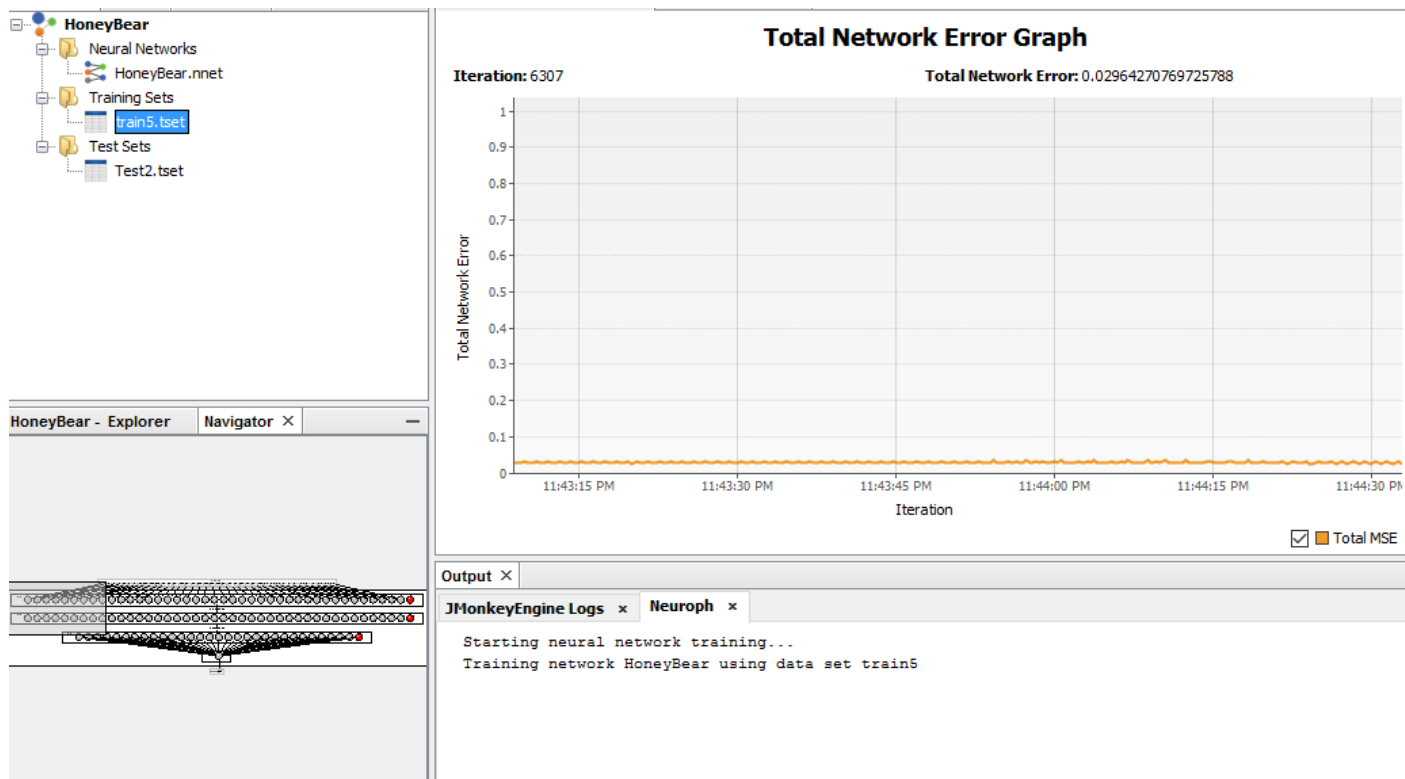 HoneyBear
Neural Networks
HoneyBear.nnet
Training Sets
train5.tset
Test Sets
Test2.tset
HoneyBear - Explorer Navigator ×
Total Network Error Graph
Iteration: 6307 Total Network Error: 0.02964270769725788
Total Network Error
1
0.9
0.8
0.7
0.6
0.5
0.4
0.3
0.2
0.1
0
11:43:15 PM 11:43:30 PM 11:43:45 PM 11:44:00 PM 11:44:15 PM 11:44:30 PM
Iteration
Total MSE
Output ×
JMonkeyEngine Logs × Neuroph ×
Starting neural network training...
Training network HoneyBear using data set train5